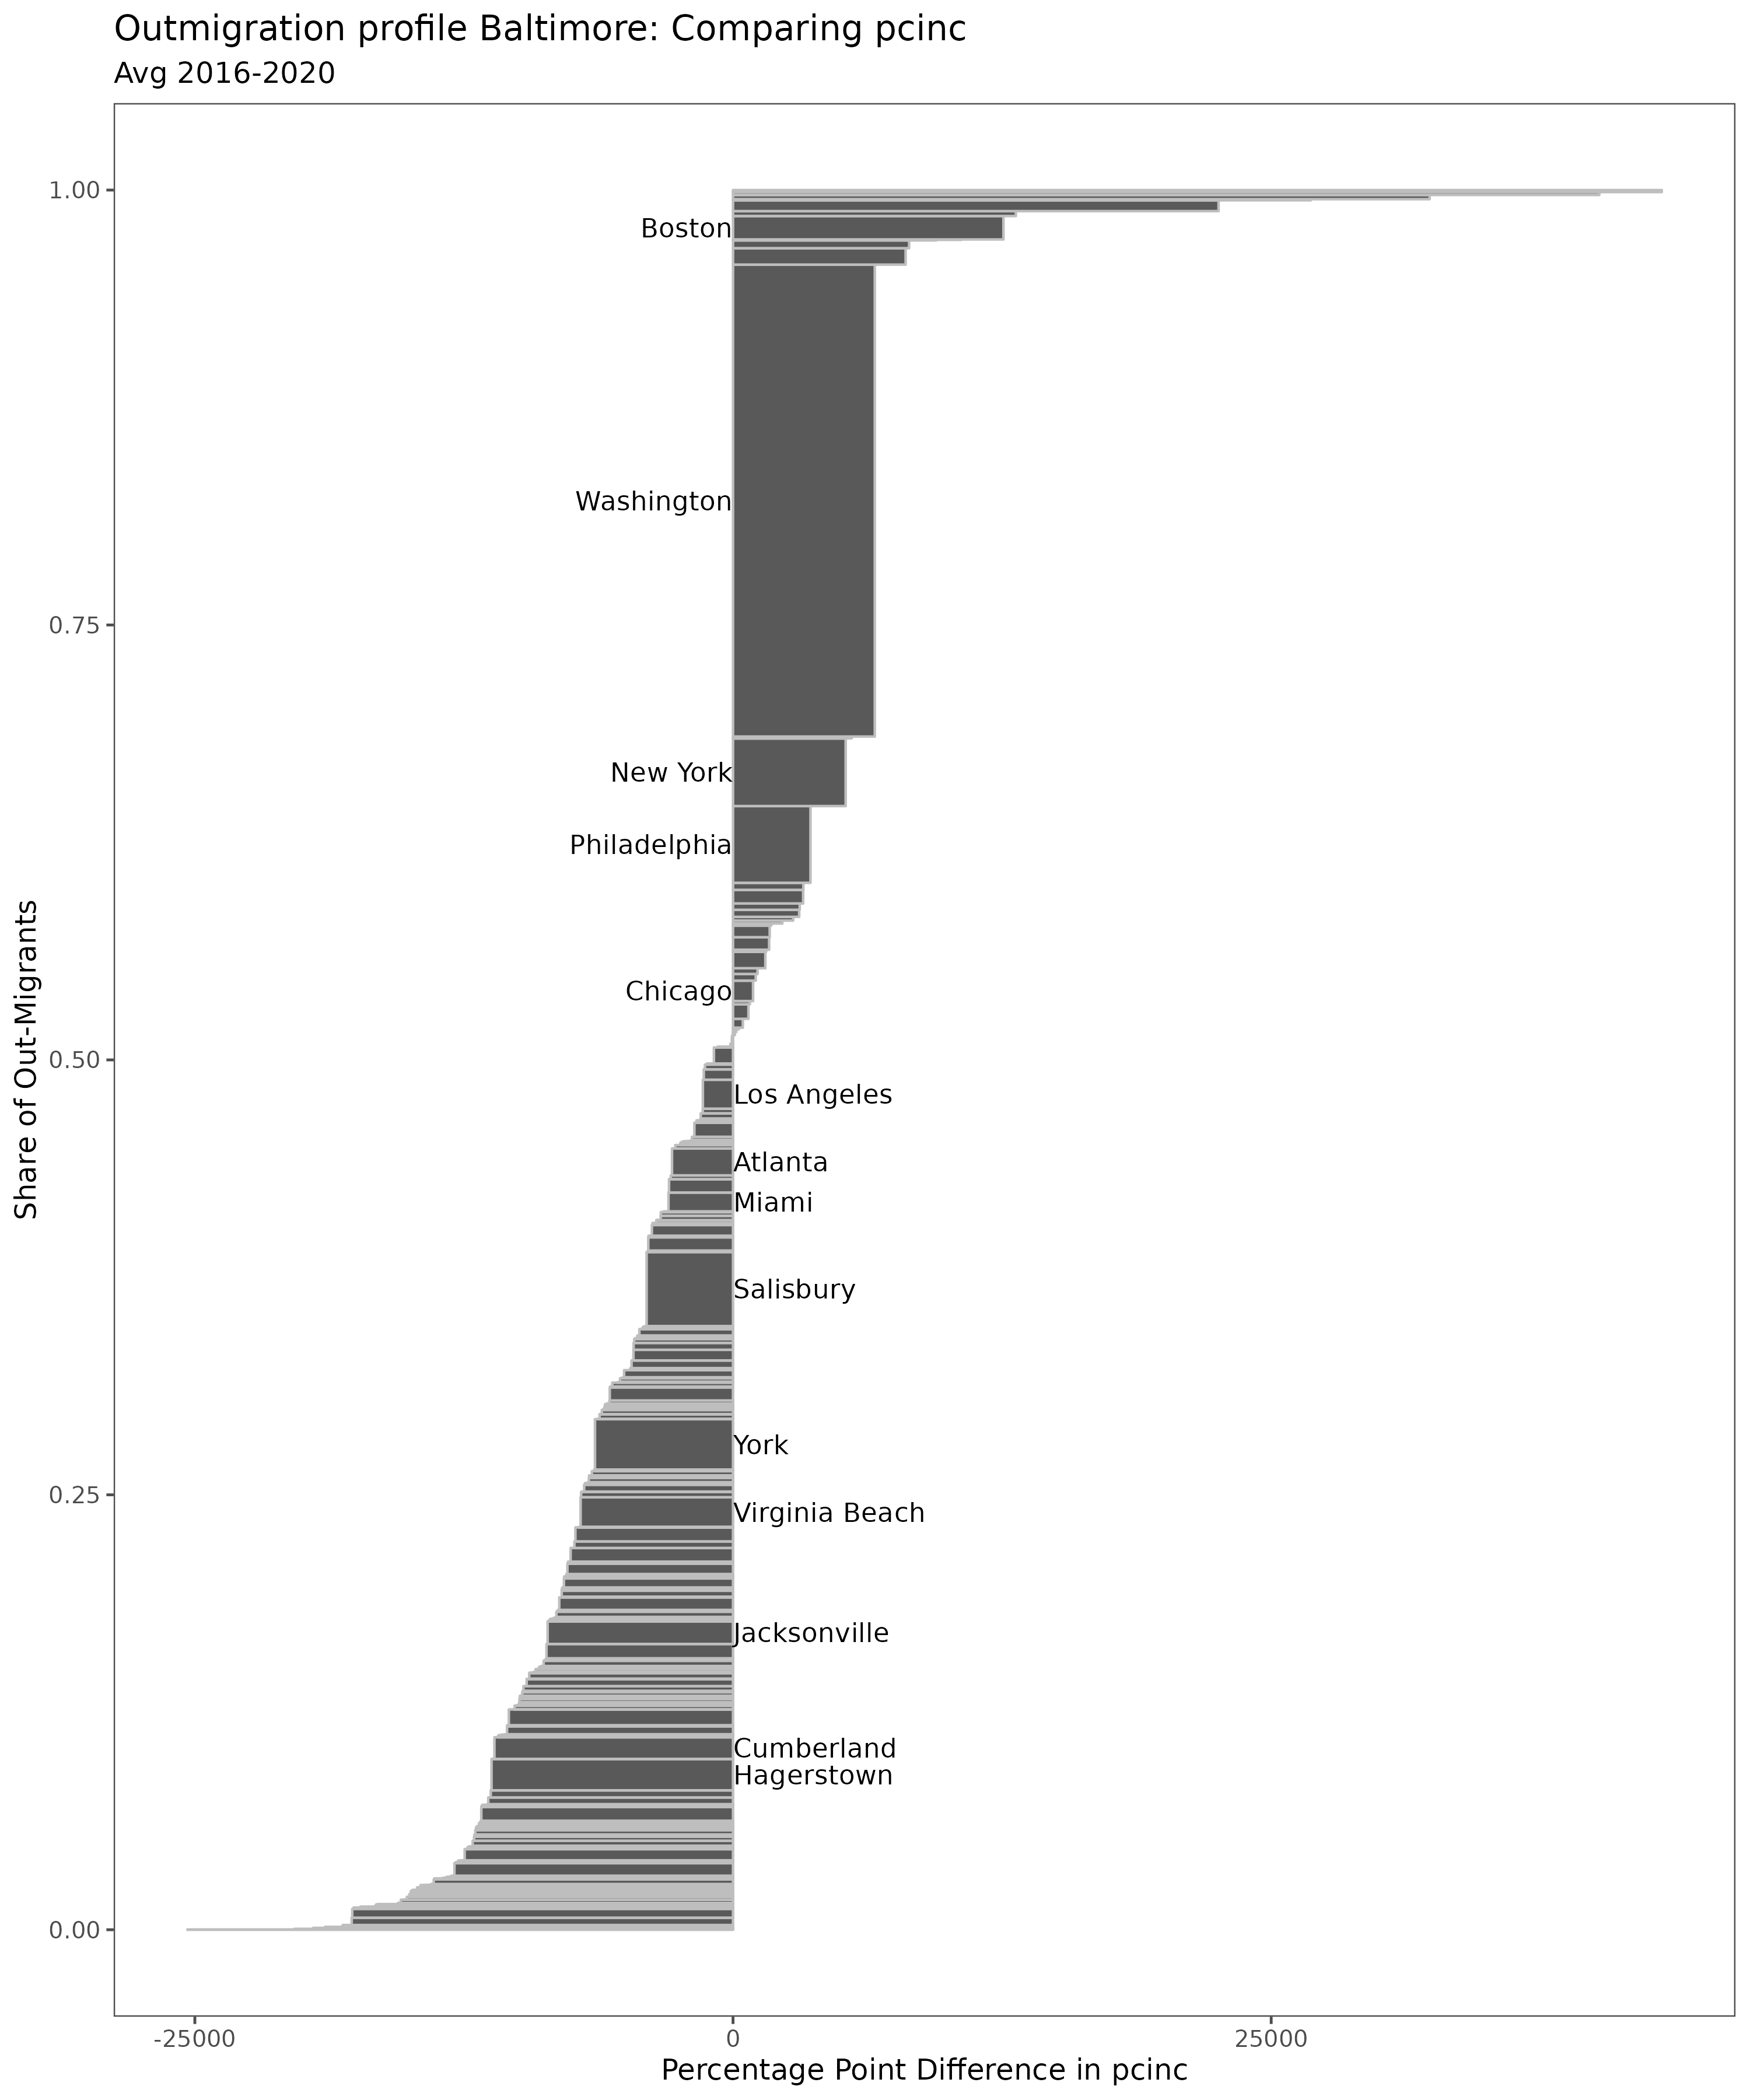 Outmigration profile Baltimore: Comparing pcinc
Avg 2016-2020
1.00
Boston
Washington
0.75
New York
Philadelphia
Chicago
Share of Out-Migrants
0.50
Los Angeles
Atlanta
Miami
Salisbury
York
0.25
Virginia Beach
Jacksonville
Cumberland
Hagerstown
0.00
-25000
0
25000
Percentage Point Difference in pcinc